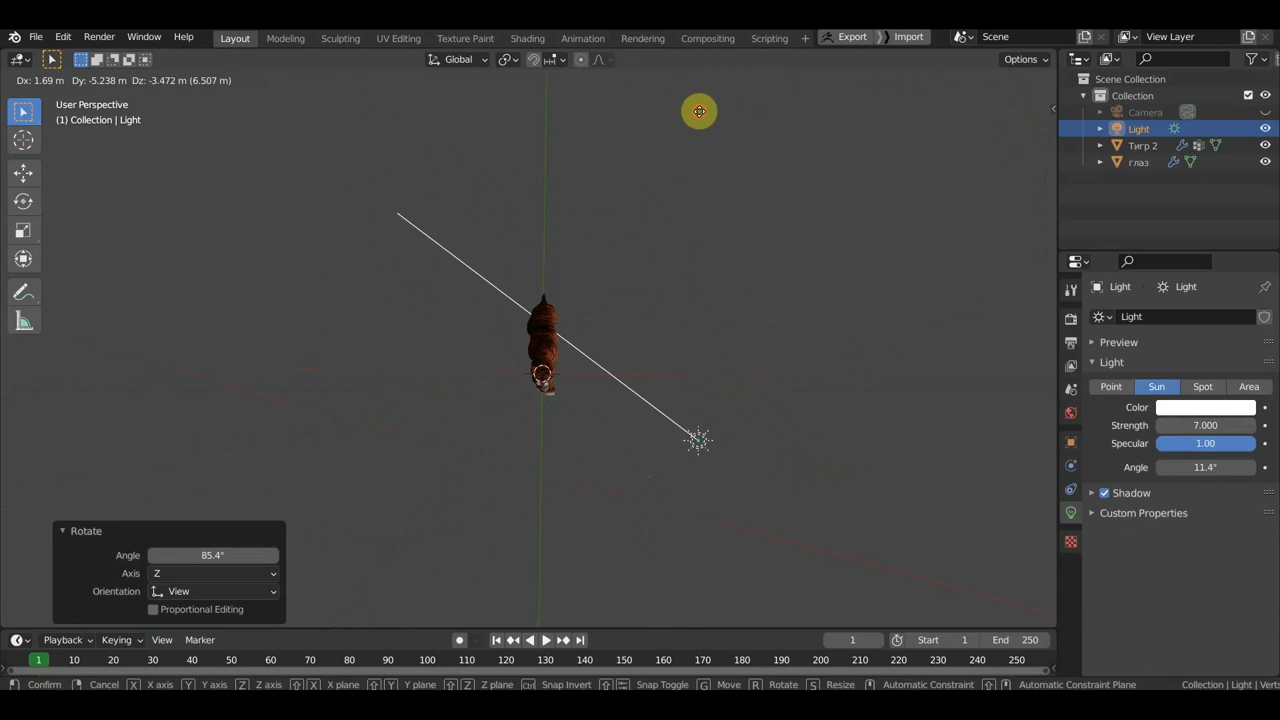 File Edit Render Window Help Layout Modeling Sculpting UV Editing Texture Paint Shading Animation Rendering Compositing Scripting + Export Import Scene View Layer
Global Options
Dx: 1.69 m Dy: -5.238 m Dz: -3.472 m (6.507 m)
User Perspective
(1) Collection | Light
Scene Collection
Collection
Camera
Light
Тигр 2
глаз
Light Light
Light
Preview
Light
Point Sun Spot Area
Color
Strength 7.000
Specular 1.00
Angle 11.4°
Shadow
Custom Properties
Rotate
Angle 85.4°
Axis Z
Orientation View
Proportional Editing
Playback Keying View Marker 1 Start 1 End 250
1 10 20 30 40 50 60 70 80 90 100 110 120 130 140 150 160 170 180 190 200 210 220 230 240 250
Confirm Cancel X X axis Y Y axis Z Z axis X X plane Y Y plane Z Z plane Ctrl Snap Invert Snap Toggle G Move R Rotate S Resize Automatic Constraint Automatic Constraint Plane Collection | Light | Verts